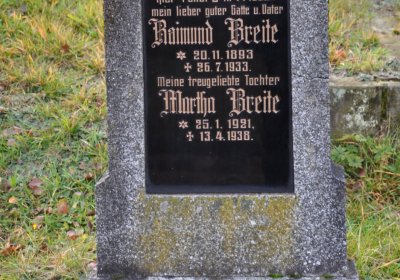 mein lieber guter Gatte u. Vater
Raimund Breite
✶ 20.11.1893
✢ 26.7.1933.
Meine treugeliebte Tochter
Martha Breite
✶ 25.1.1921.
✢ 13.4.1938.